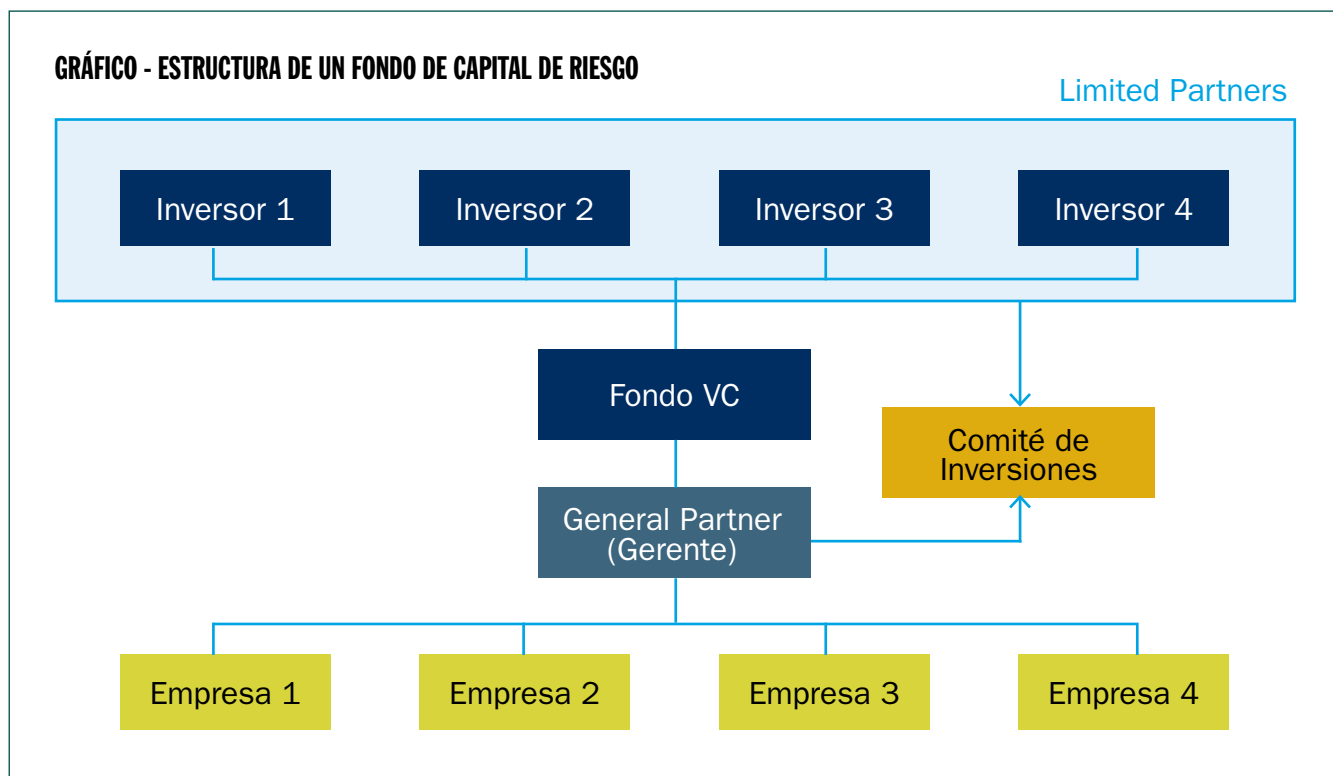 GRÁFICO - ESTRUCTURA DE UN FONDO DE CAPITAL DE RIESGO
Limited Partners
Inversor 1
Inversor 2
Inversor 3
Inversor 4
Fondo VC
Comité de
Inversiones
General Partner
(Gerente)
Empresa 1
Empresa 2
Empresa 3
Empresa 4